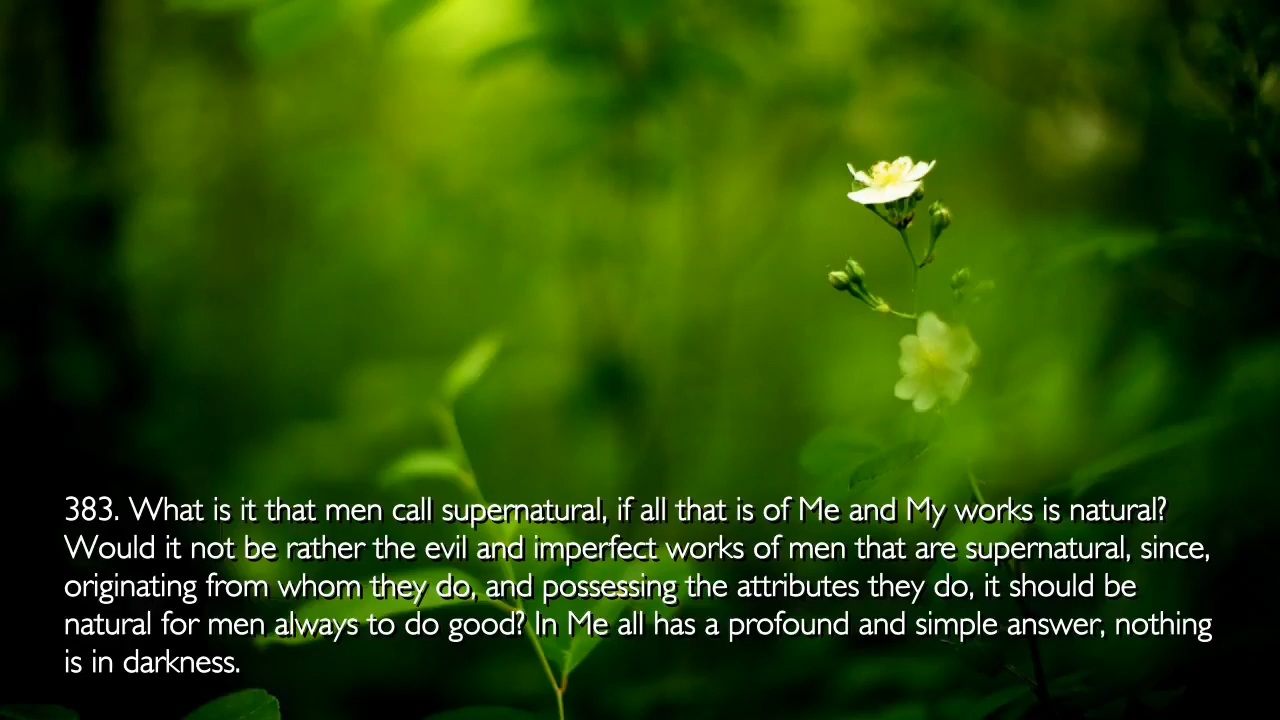 383. What is it that men call supernatural, if all that is of Me and My works is natural?
Would it not be rather the evil and imperfect works of men that are supernatural, since,
originating from whom they do, and possessing the attributes they do, it should be
natural for men always to do good? In Me all has a profound and simple answer, nothing
is in darkness.